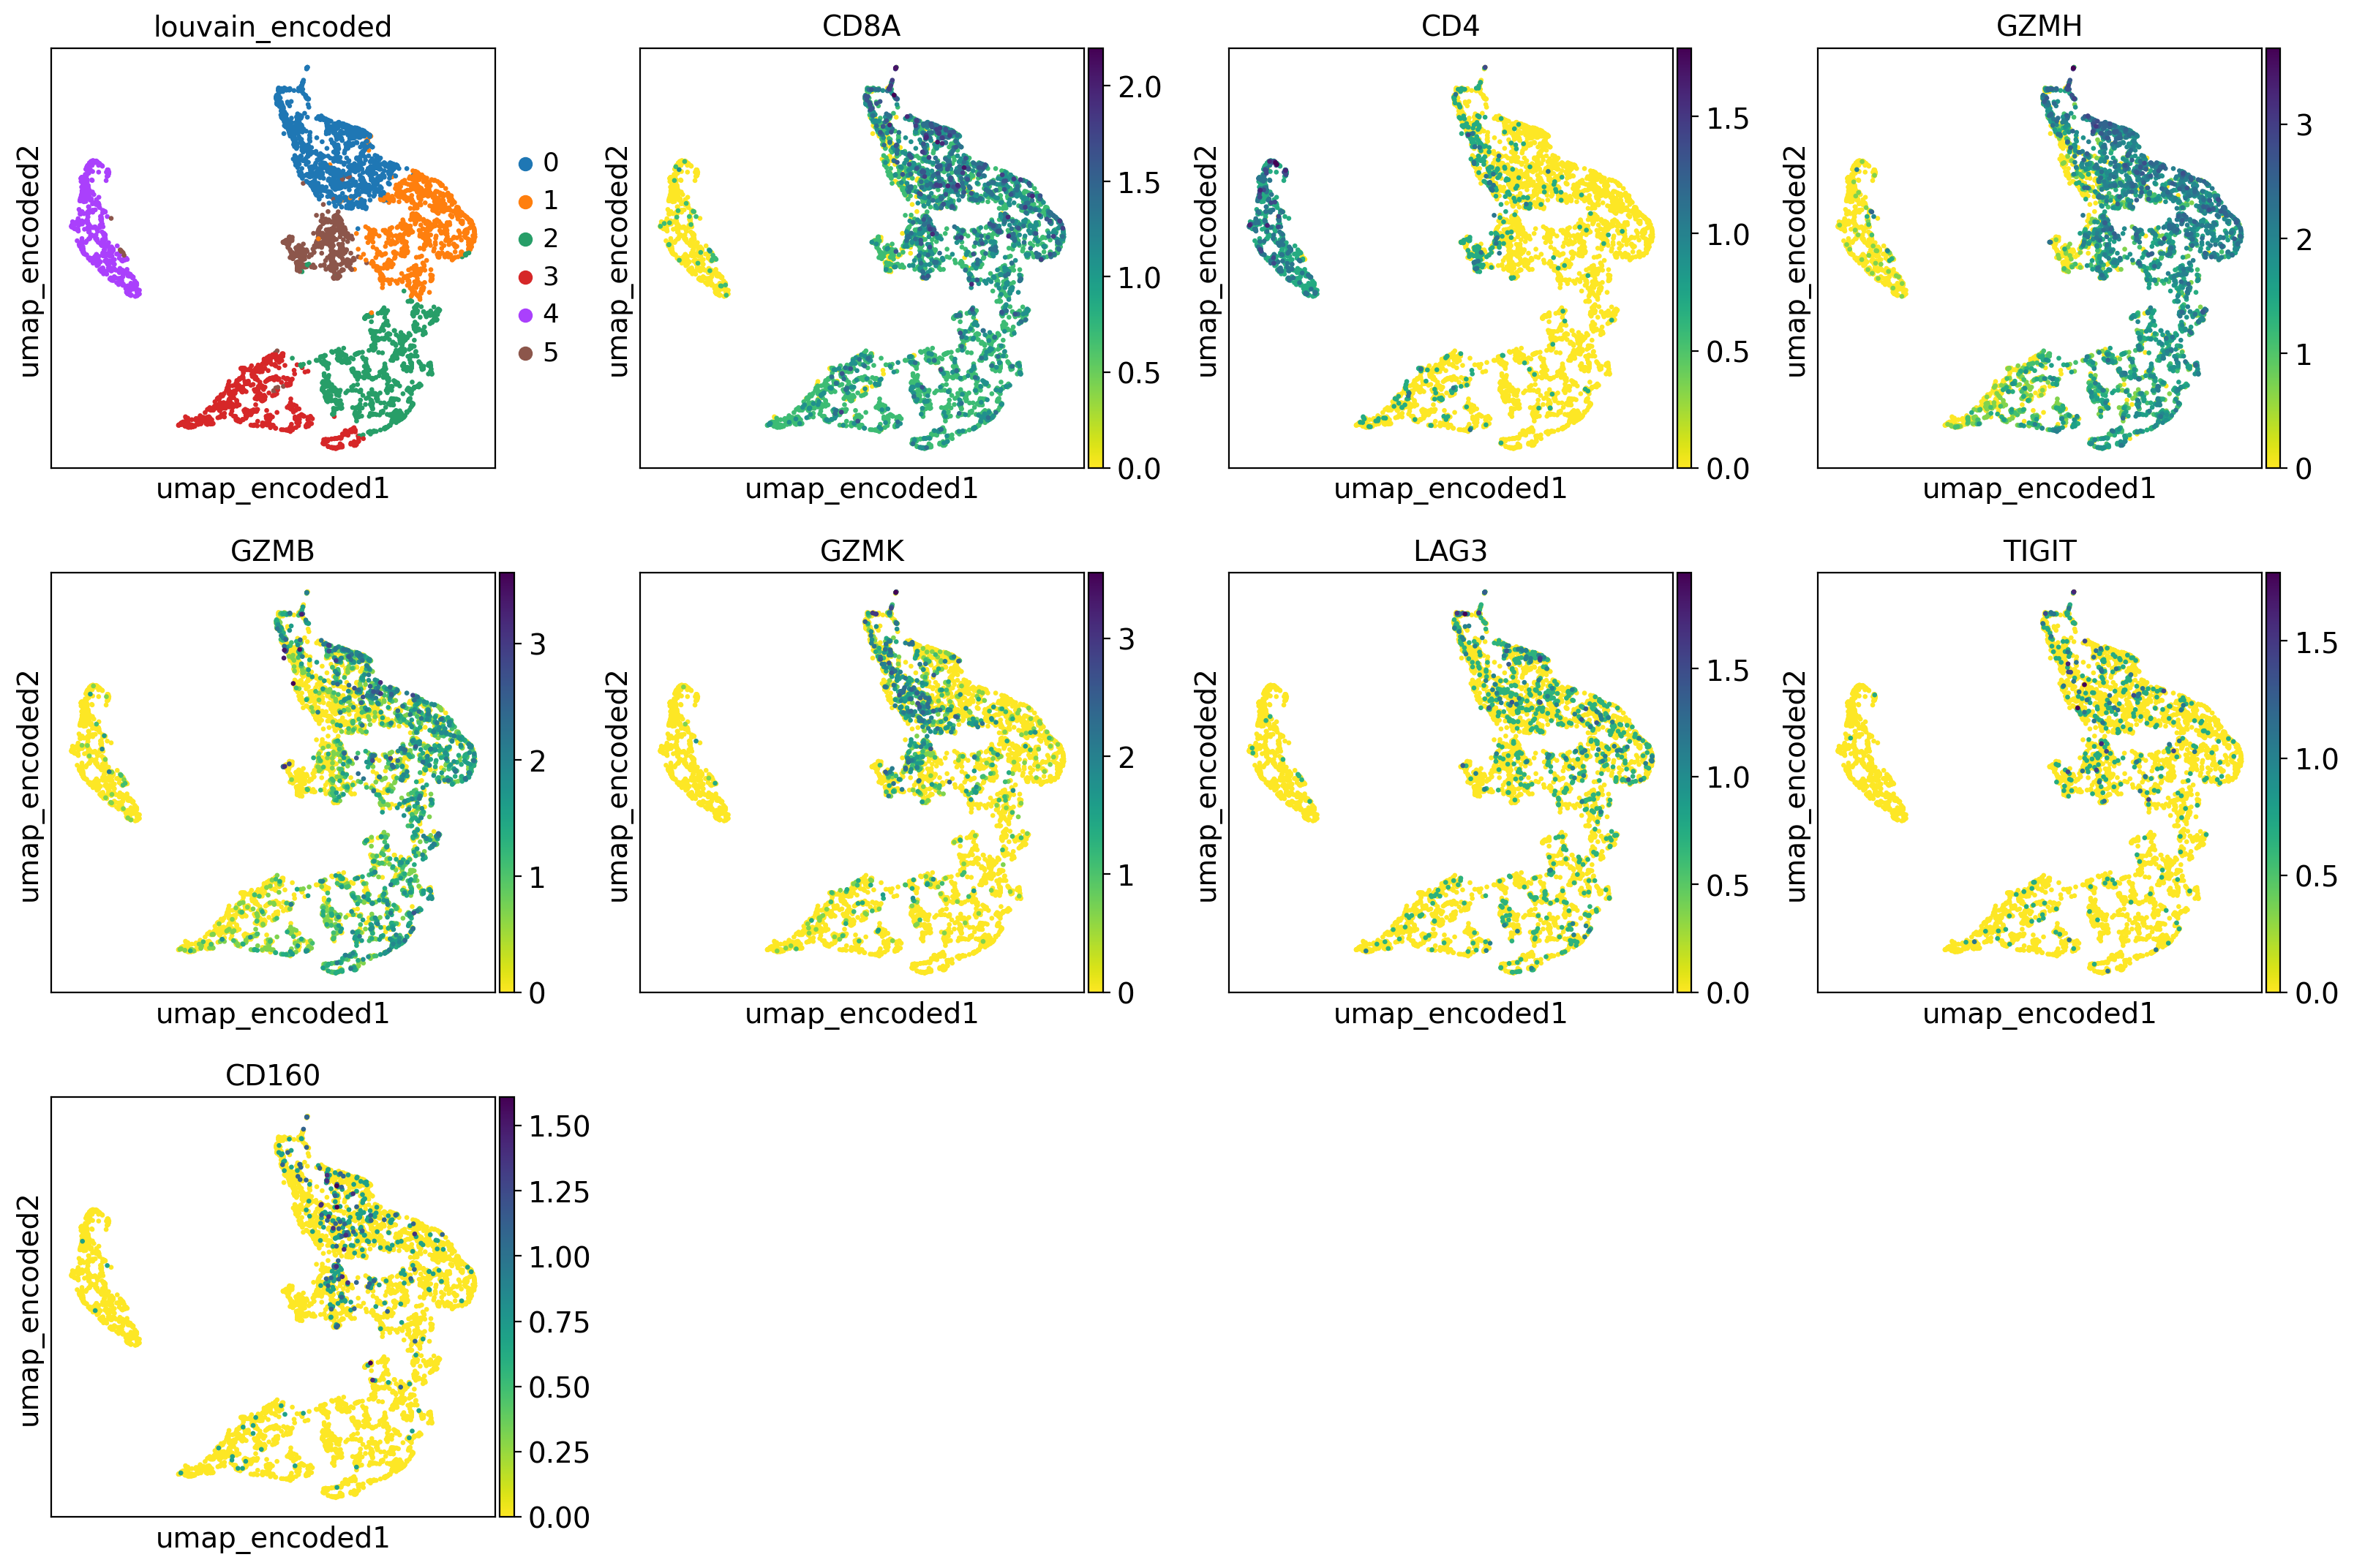 louvain_encoded
umap_encoded2
umap_encoded1
0
1
2
3
4
5
CD8A
umap_encoded2
umap_encoded1
2.0
1.5
1.0
0.5
0.0
CD4
umap_encoded2
umap_encoded1
1.5
1.0
0.5
0.0
GZMH
umap_encoded2
umap_encoded1
3
2
1
0
GZMB
umap_encoded2
umap_encoded1
3
2
1
0
GZMK
umap_encoded2
umap_encoded1
3
2
1
0
LAG3
umap_encoded2
umap_encoded1
1.5
1.0
0.5
0.0
TIGIT
umap_encoded2
umap_encoded1
1.5
1.0
0.5
0.0
CD160
umap_encoded2
umap_encoded1
1.50
1.25
1.00
0.75
0.50
0.25
0.00